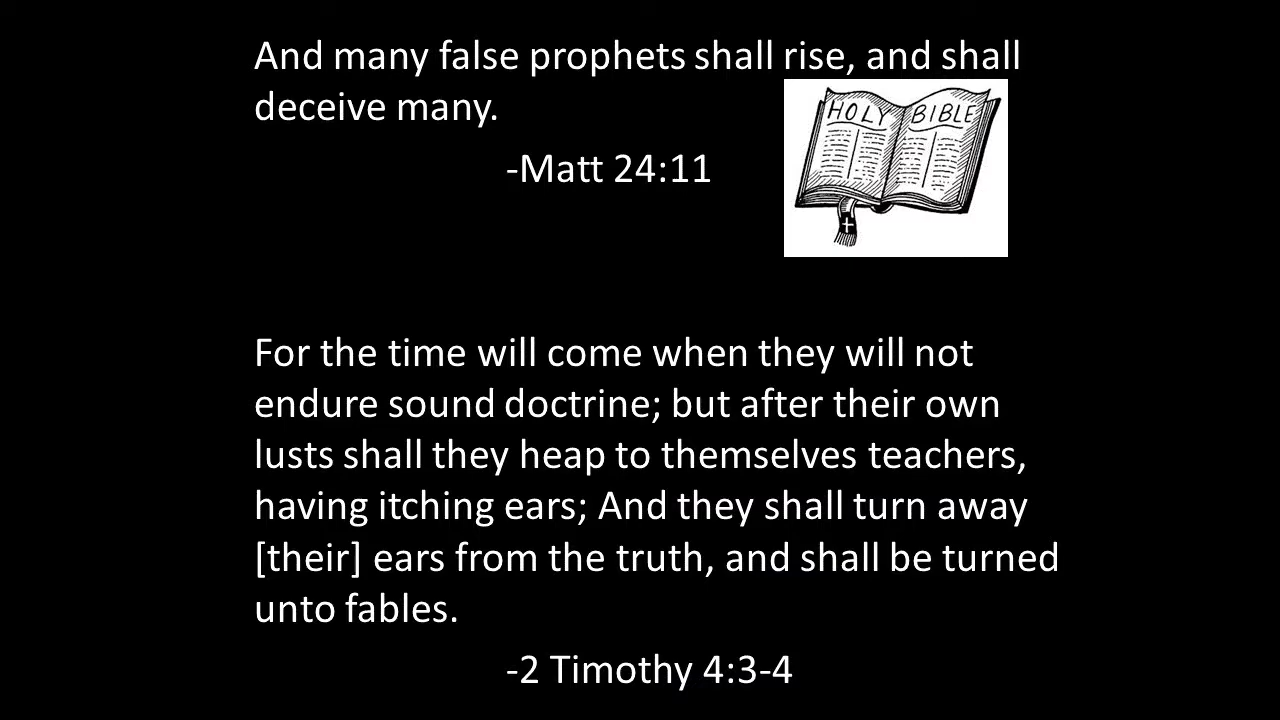 And many false prophets shall rise, and shall
deceive many.
HOLY BIBLE
-Matt 24:11
For the time will come when they will not
endure sound doctrine; but after their own
lusts shall they heap to themselves teachers,
having itching ears; And they shall turn away
[their] ears from the truth, and shall be turned
unto fables.
-2 Timothy 4:3-4